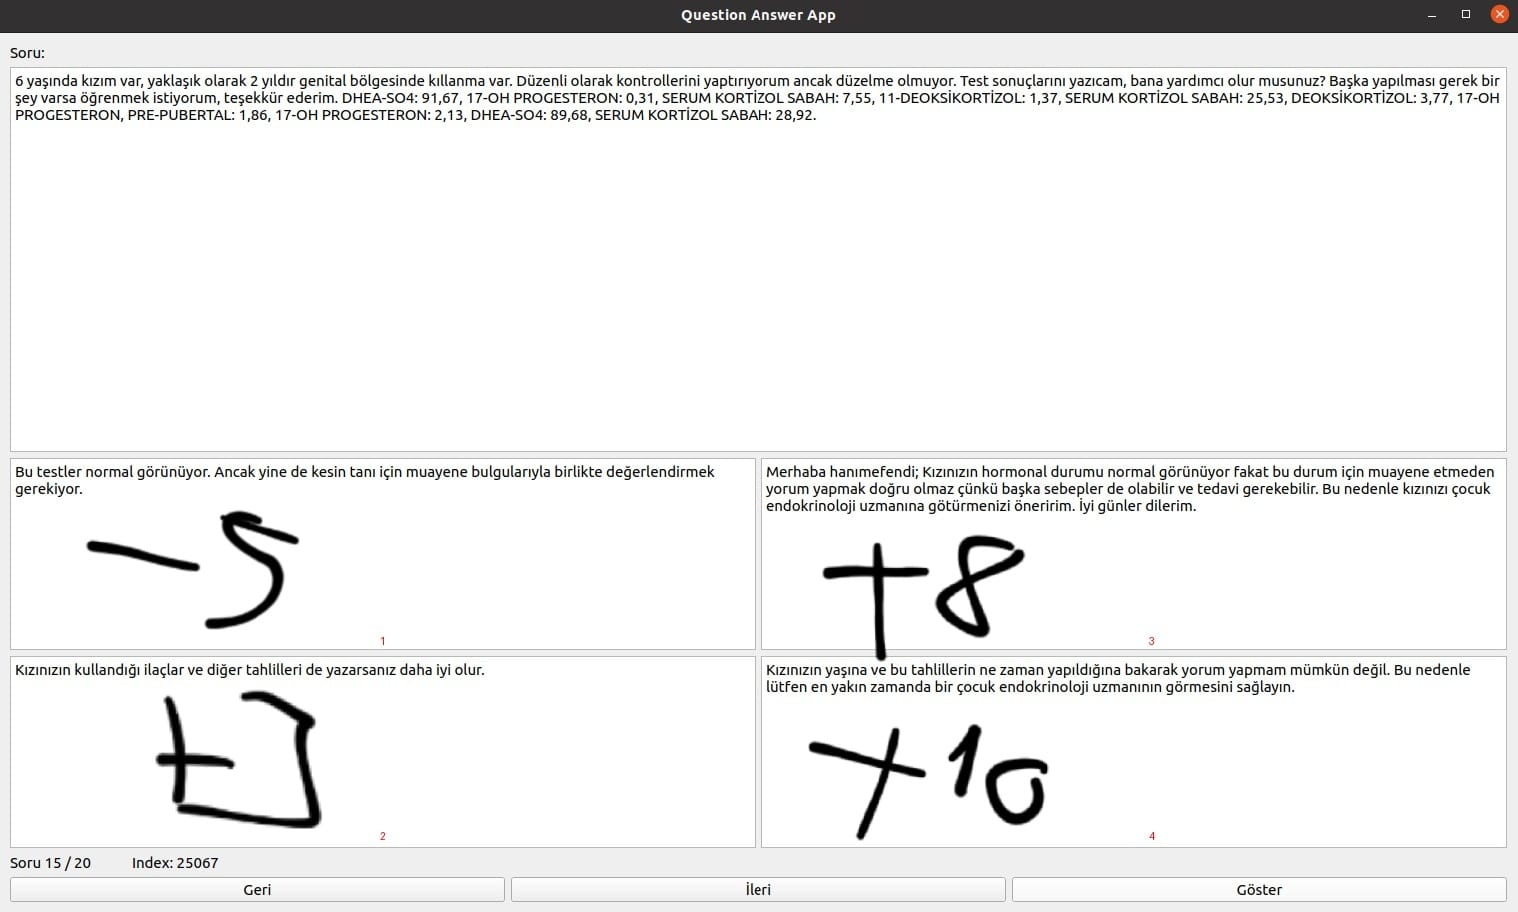 Question Answer App
Soru:
6 yaşında kızım var, yaklaşık olarak 2 yıldır genital bölgesinde kıllanma var. Düzenli olarak kontrollerini yaptırıyorum ancak düzelme olmuyor. Test sonuçlarını yazıcam, bana yardımcı olur musunuz? Başka yapılması gerek bir
şey varsa öğrenmek istiyorum, teşekkür ederim. DHEA-SO4: 91,67, 17-OH PROGESTERON: 0,31, SERUM KORTİZOL SABAH: 7,55, 11-DEOKSİKORTİZOL: 1,37, SERUM KORTİZOL SABAH: 25,53, DEOKSİKORTİZOL: 3,77, 17-OH
PROGESTERON, PRE-PUBERTAL: 1,86, 17-OH PROGESTERON: 2,13, DHEA-SO4: 89,68, SERUM KORTİZOL SABAH: 28,92.
Bu testler normal görünüyor. Ancak yine de kesin tanı için muayene bulgularıyla birlikte değerlendirmek
gerekiyor.
-5
1
Merhaba hanımefendi; Kızınızın hormonal durumu normal görünüyor fakat bu durum için muayene etmeden
yorum yapmak doğru olmaz çünkü başka sebepler de olabilir ve tedavi gerekebilir. Bu nedenle kızınızı çocuk
endokrinoloji uzmanına götürmenizi öneririm. İyi günler dilerim.
+8
3
Kızınızın kullandığı ilaçlar ve diğer tahlilleri de yazarsanız daha iyi olur.
2
Kızınızın yaşına ve bu tahlillerin ne zaman yapıldığına bakarak yorum yapmam mümkün değil. Bu nedenle
lütfen en yakın zamanda bir çocuk endokrinoloji uzmanının görmesini sağlayın.
+10
4
Soru 15 / 20 Index: 25067
Geri İleri Göster